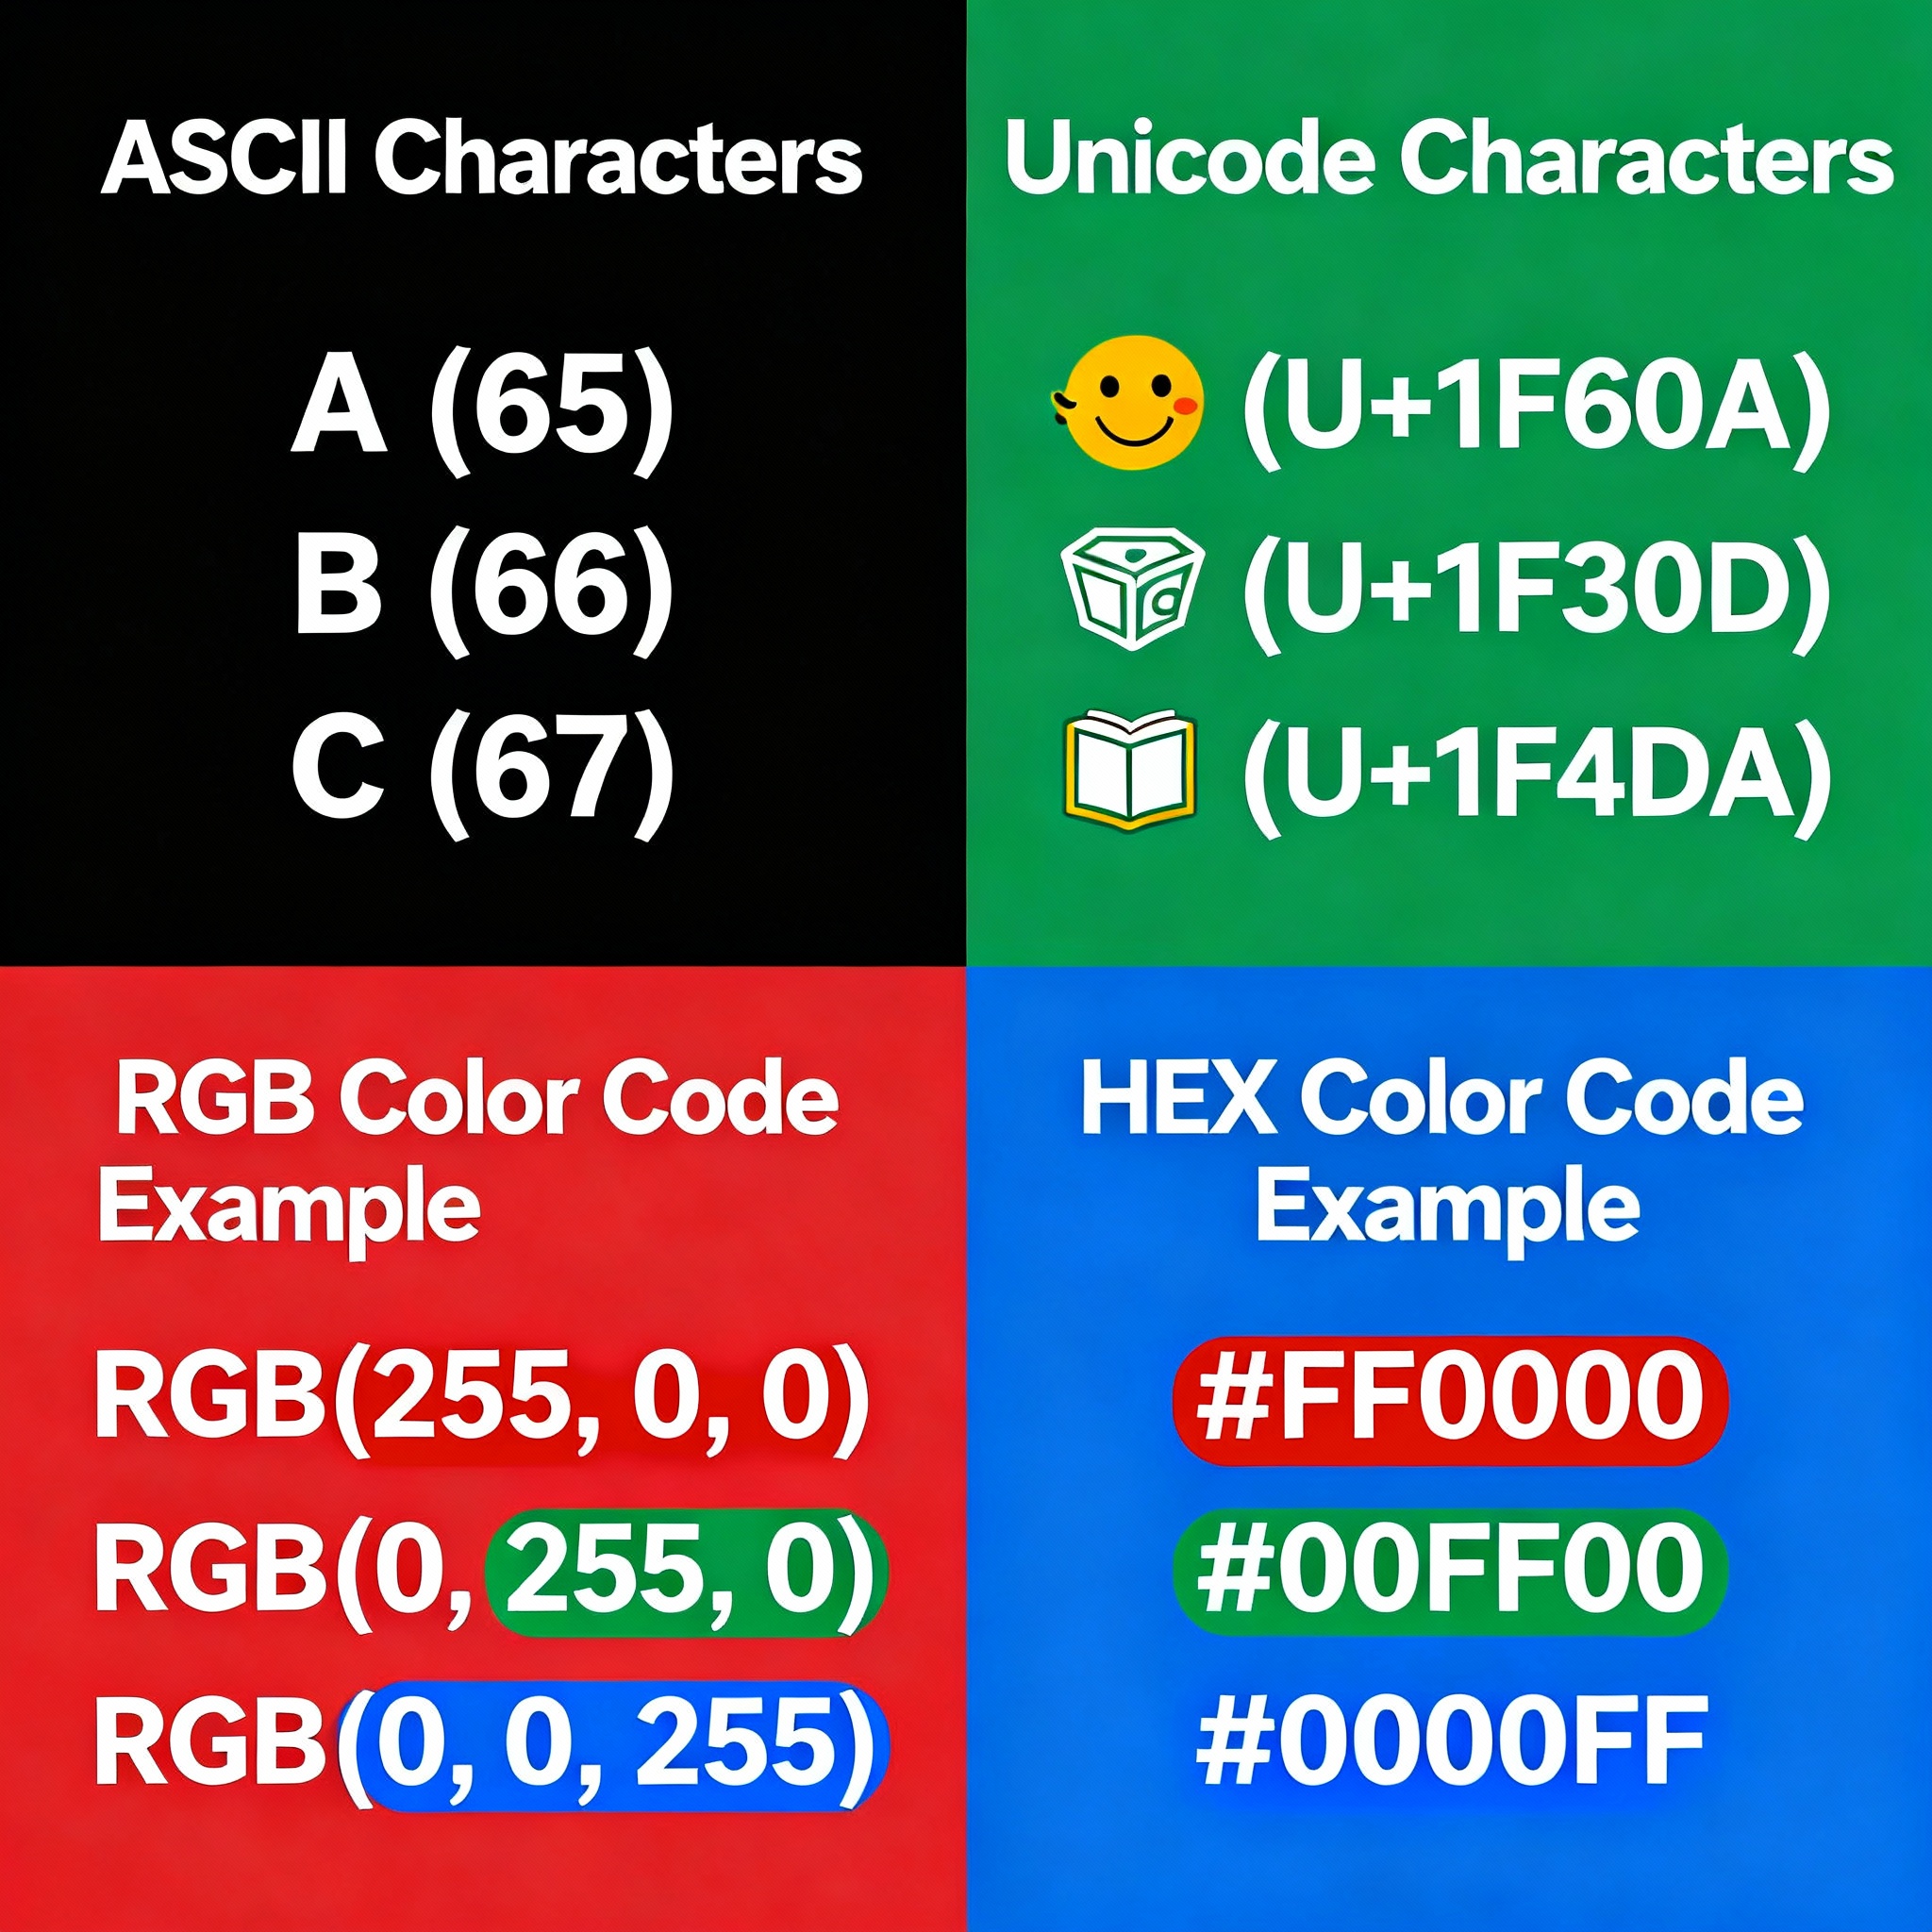 ASCII Characters
A (65)
B (66)
C (67)
Unicode Characters
(U+1F60A)
(U+1F30D)
(U+1F4DA)
RGB Color Code
Example
RGB(255, 0, 0)
RGB(0, 255, 0)
RGB(0, 0, 255)
HEX Color Code
Example
#FF0000
#00FF00
#0000FF